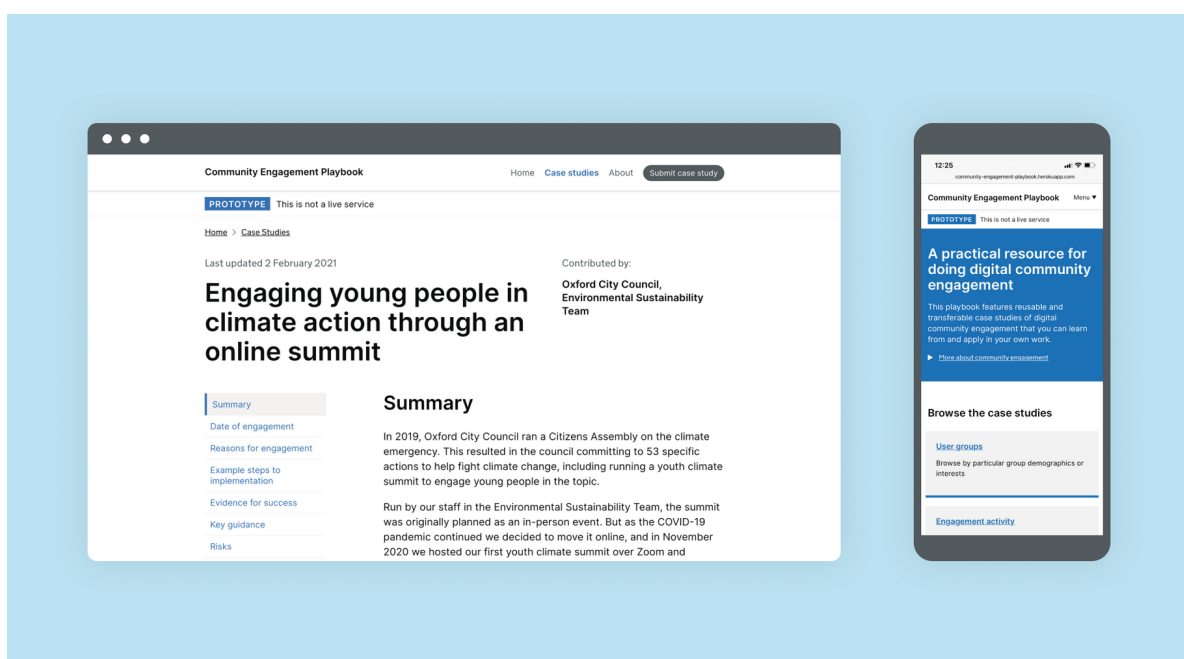 Community Engagement Playbook
Home Case studies About Submit case study
PROTOTYPE This is not a live service
Home > Case Studies
Last updated 2 February 2021
Engaging young people in
climate action through an
online summit
Contributed by:
Oxford City Council,
Environmental Sustainability
Team
Summary
Date of engagement
Reasons for engagement
Example steps to
implementation
Evidence for success
Key guidance
Risks
Summary
In 2019, Oxford City Council ran a Citizens Assembly on the climate
emergency. This resulted in the council committing to 53 specific
actions to help fight climate change, including running a youth climate
summit to engage young people in the topic.
Run by our staff in the Environmental Sustainability Team, the summit
was originally planned as an in-person event. But as the COVID-19
pandemic continued we decided to move it online, and in November
2020 we hosted our first youth climate summit over Zoom and
12:25
community-engagement-playbook.herokuapp.com
Community Engagement Playbook Menu ▼
PROTOTYPE This is not a live service
A practical resource for
doing digital community
engagement
This playbook features reusable and
transferable case studies of digital
community engagement that you can learn
from and apply in your own work.
▶ More about community engagement
Browse the case studies
User groups
Browse by particular group demographics or
interests
Engagement activity